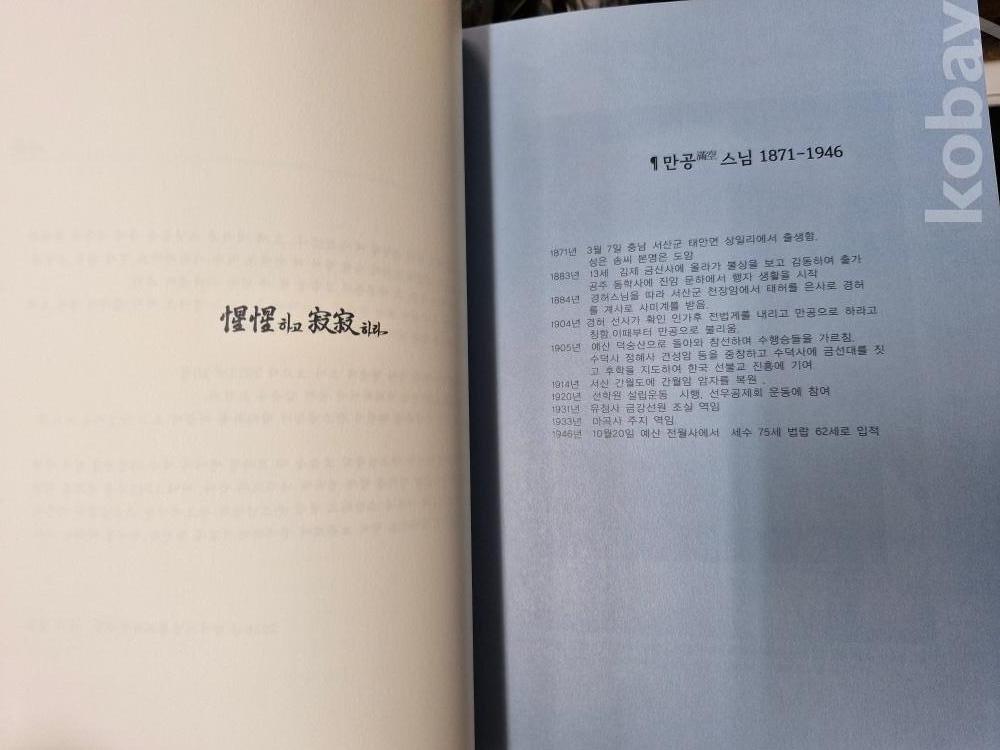 惺惺하고 寂寂하라
¶ 만공滿空 스님 1871-1946
1871년 3월 7일 충남 서산군 태안면 상일리에서 출생함.
성은 송씨 본명은 도암
1883년 13세 김제 금산사에 올라가 불상을 보고 감동하여 출가
공주 동학사에 진암 문하에서 행자 생활을 시작
1884년 경허스님을 따라 서산군 천장암에서 태허를 은사로 경허
를 계사로 사미계를 받음.
1904년 경허 선사가 확인 인가후 전법게를 내리고 만공으로 하라고
칭함.이때부터 만공으로 불리움.
1905년 예산 덕숭산으로 돌아와 참선하며 수행승들을 가르침.
수덕사 정혜사 견성암 등을 중창하고 수덕사에 금선대를 짓
고 후학을 지도하여 한국 선불교 진흥에 기여
1914년 서산 간월도에 간월암 암자를 복원 .
1920년 선학원 설립운동 시행, 선우공제회 운동에 참여
1931년 유점사 금강선원 조실 역임
1933년 마곡사 주지 역임
1946년 10월20일 예산 전월사에서 세수 75세 법랍 62세로 입적
kobay